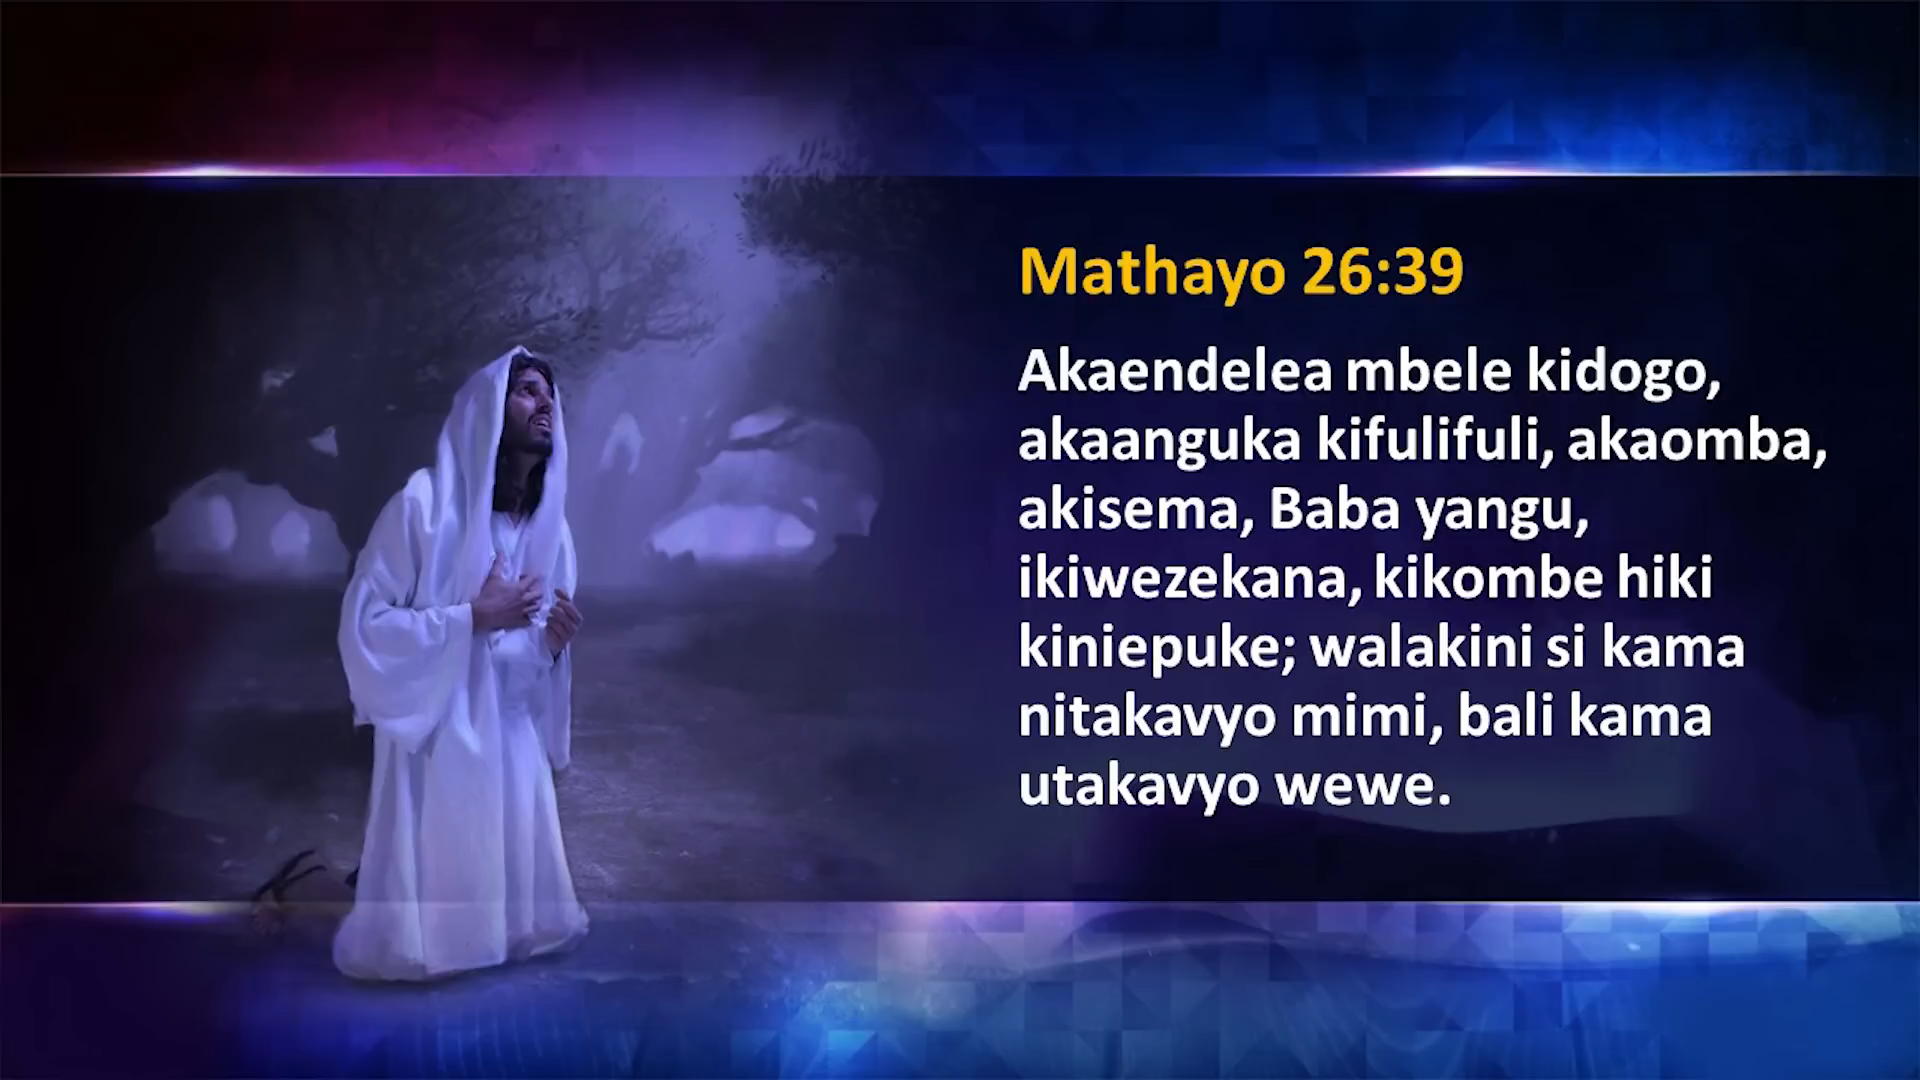 Mathayo 26:39
Akaendelea mbele kidogo,
akaanguka kifulifuli, akaomba,
akisema, Baba yangu,
ikiwezekana, kikombe hiki
kiniepuke; walakini si kama
nitakavyo mimi, bali kama
utakavyo wewe.